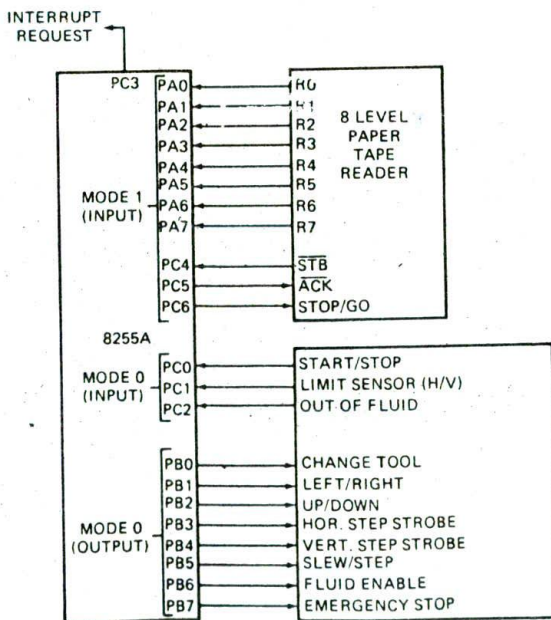 INTERRUPT
REQUEST
PC3 PA0 R0
PA1 R1
PA2 R2
PA3 R3
PA4 R4
PA5 R5
PA6 R6
PA7 R7
8 LEVEL
PAPER
TAPE
READER
MODE 1
(INPUT)
PC4 STB
PC5 ACK
PC6 STOP/GO
8255A
MODE 0
(INPUT)
PC0 START/STOP
PC1 LIMIT SENSOR (H/V)
PC2 OUT OF FLUID
MODE 0
(OUTPUT)
PB0 CHANGE TOOL
PB1 LEFT/RIGHT
PB2 UP/DOWN
PB3 HOR. STEP STROBE
PB4 VERT. STEP STROBE
PB5 SLEW/STEP
PB6 FLUID ENABLE
PB7 EMERGENCY STOP